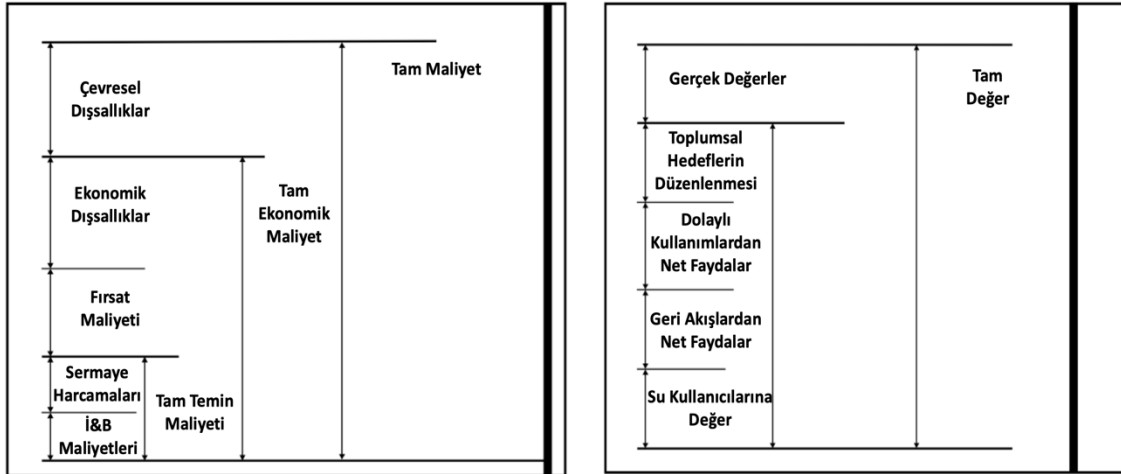 Tam Maliyet
Çevresel
Dışsallıklar
Ekonomik
Dışsallıklar
Tam
Ekonomik
Maliyet
Fırsat
Maliyeti
Sermaye
Harcamaları
Tam Temin
Maliyeti
İ&B
Maliyetleri
Gerçek Değerler
Tam
Değer
Toplumsal
Hedeflerin
Düzenlenmesi
Dolaylı
Kullanımlardan
Net Faydalar
Geri Akışlardan
Net Faydalar
Su Kullanıcılarına
Değer